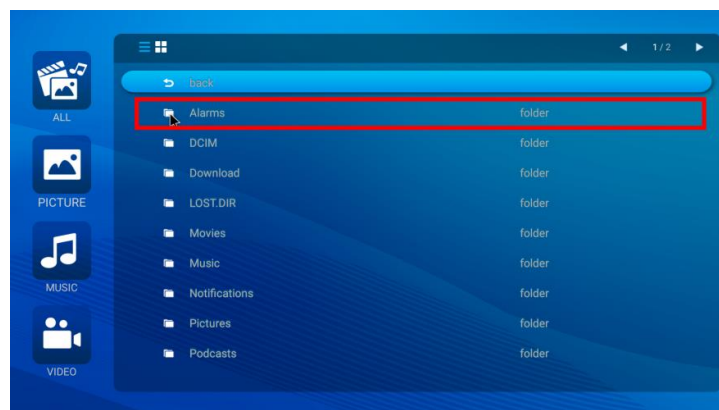 1 / 2
back
ALL
Alarms folder
DCIM folder
Download folder
PICTURE
LOST.DIR folder
Movies folder
Music folder
MUSIC
Notifications folder
Pictures folder
Podcasts folder
VIDEO